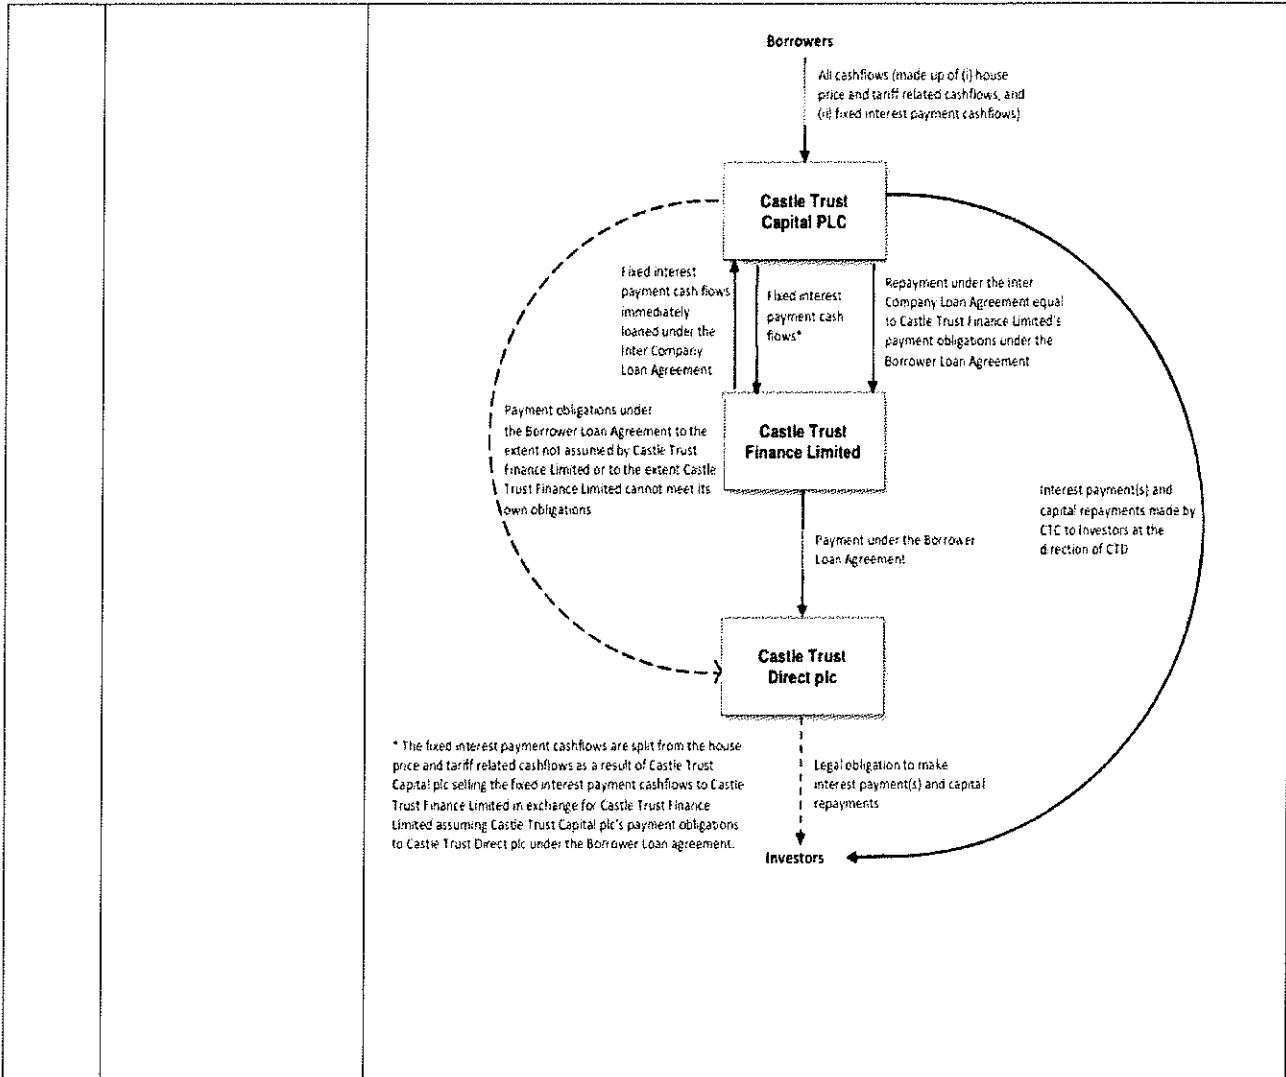 Borrowers
All cashflows (made up of (i) house
price and tariff related cashflows, and
(ii) fixed interest payment cashflows)
Castle Trust
Capital PLC
Fixed interest
payment cash flows
immediately
loaned under the
Inter Company
Loan Agreement
Fixed interest
payment cash
flows*
Repayment under the Inter
Company Loan Agreement equal
to Castle Trust Finance Limited's
payment obligations under the
Borrower Loan Agreement
Payment obligations under
the Borrower Loan Agreement to the
extent not assumed by Castle Trust
Finance Limited or to the extent Castle
Trust Finance Limited cannot meet its
own obligations
Castle Trust
Finance Limited
Interest payment(s) and
capital repayments made by
CTC to Investors at the
direction of CTD
Payment under the Borrower
Loan Agreement
Castle Trust
Direct plc
* The fixed interest payment cashflows are split from the house
price and tariff related cashflows as a result of Castle Trust
Capital plc selling the fixed interest payment cashflows to Castle
Trust Finance Limited in exchange for Castle Trust Finance
Limited assuming Castle Trust Capital plc's payment obligations
to Castle Trust Direct plc under the Borrower Loan agreement.
Legal obligation to make
interest payment(s) and capital
repayments
Investors